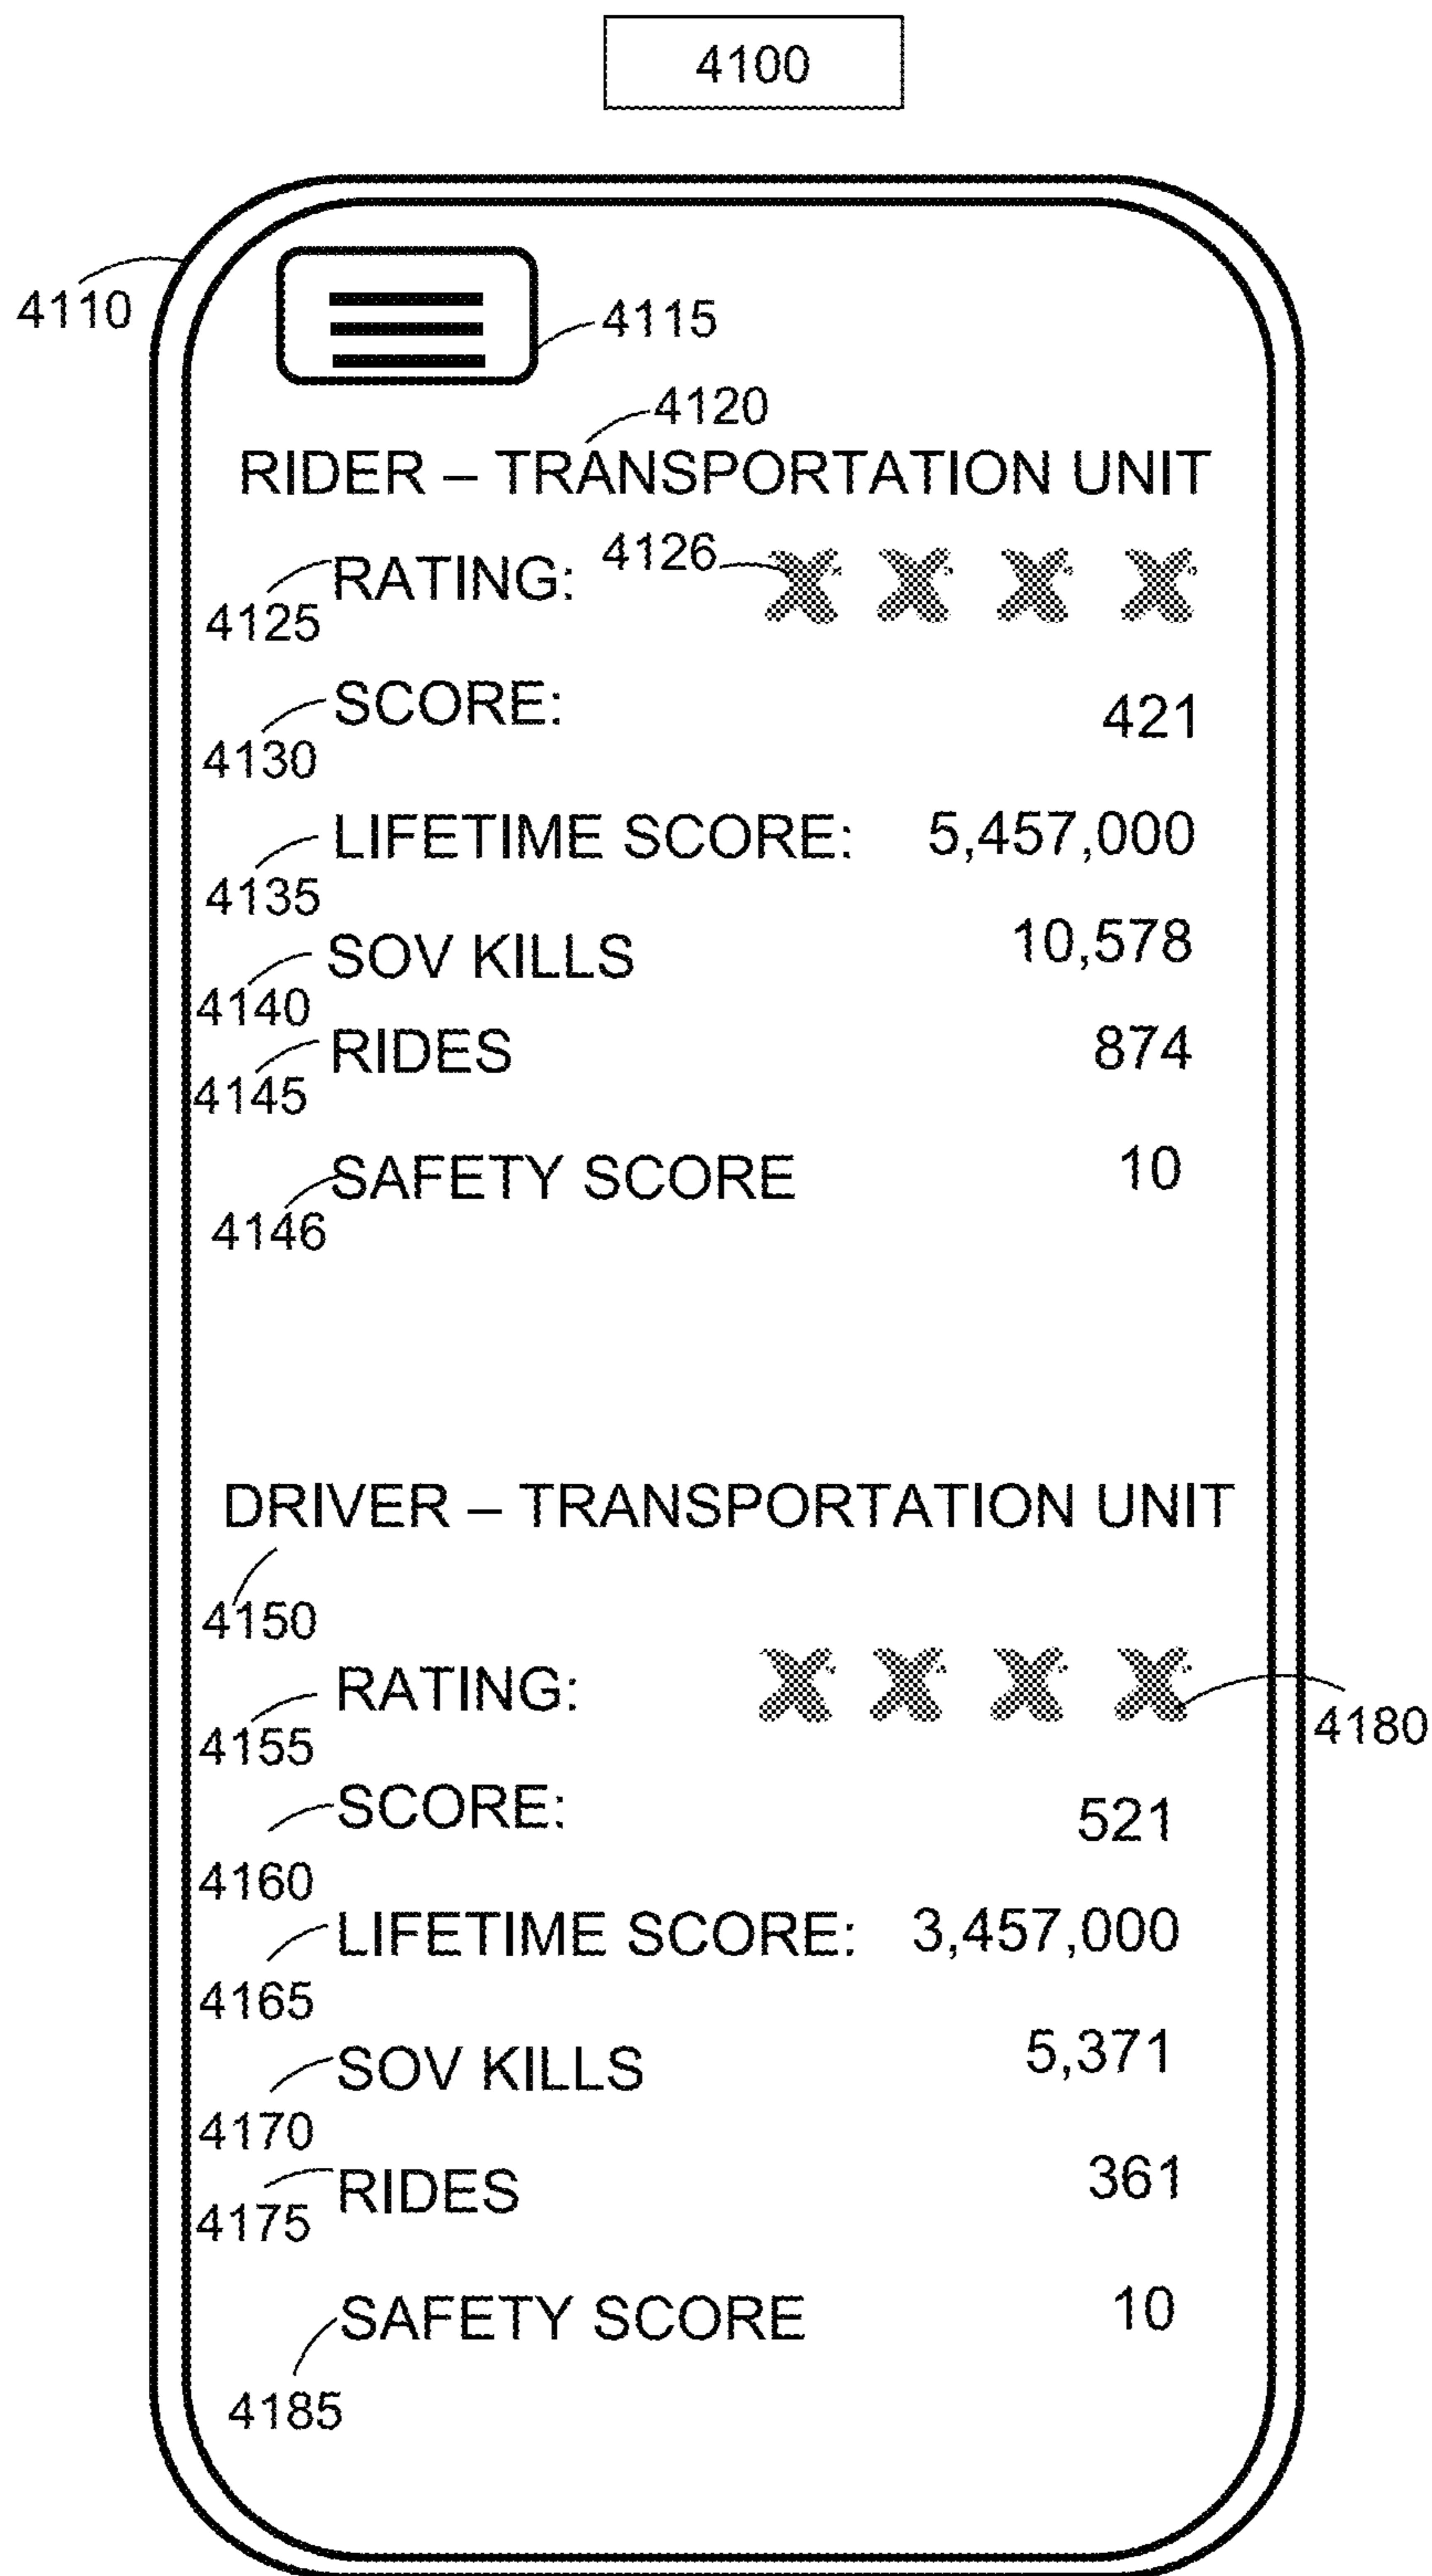 4100
4110
4115
4120
RIDER – TRANSPORTATION UNIT
4125 RATING: 4126
4130 SCORE: 421
4135 LIFETIME SCORE: 5,457,000
4140 SOV KILLS 10,578
4145 RIDES 874
4146 SAFETY SCORE 10
DRIVER – TRANSPORTATION UNIT
4150
4155 RATING: 4180
4160 SCORE: 521
4165 LIFETIME SCORE: 3,457,000
4170 SOV KILLS 5,371
4175 RIDES 361
4185 SAFETY SCORE 10